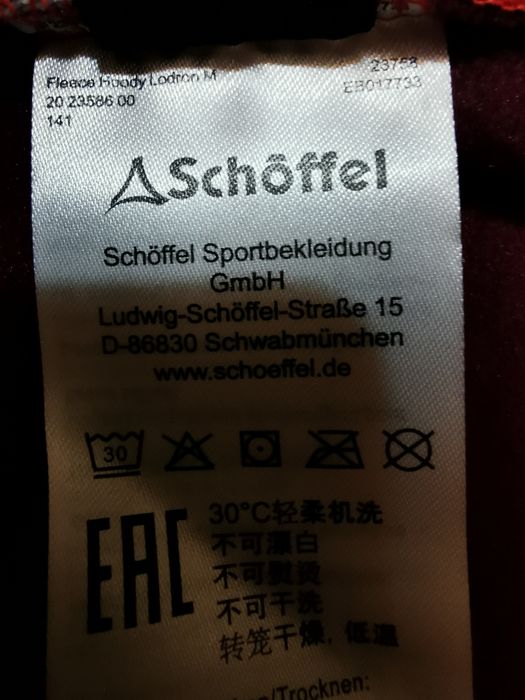 Fleece Hoody Lodron M
23758
20 23586 00
EB017733
141
Schöffel
Schöffel Sportbekleidung
GmbH
Ludwig-Schöffel-Straße 15
D-86830 Schwabmünchen
www.schoeffel.de
30
EAC
30°C轻柔机洗
不可漂白
不可熨烫
不可干洗
转笼干燥, 低温
/Trocknen: